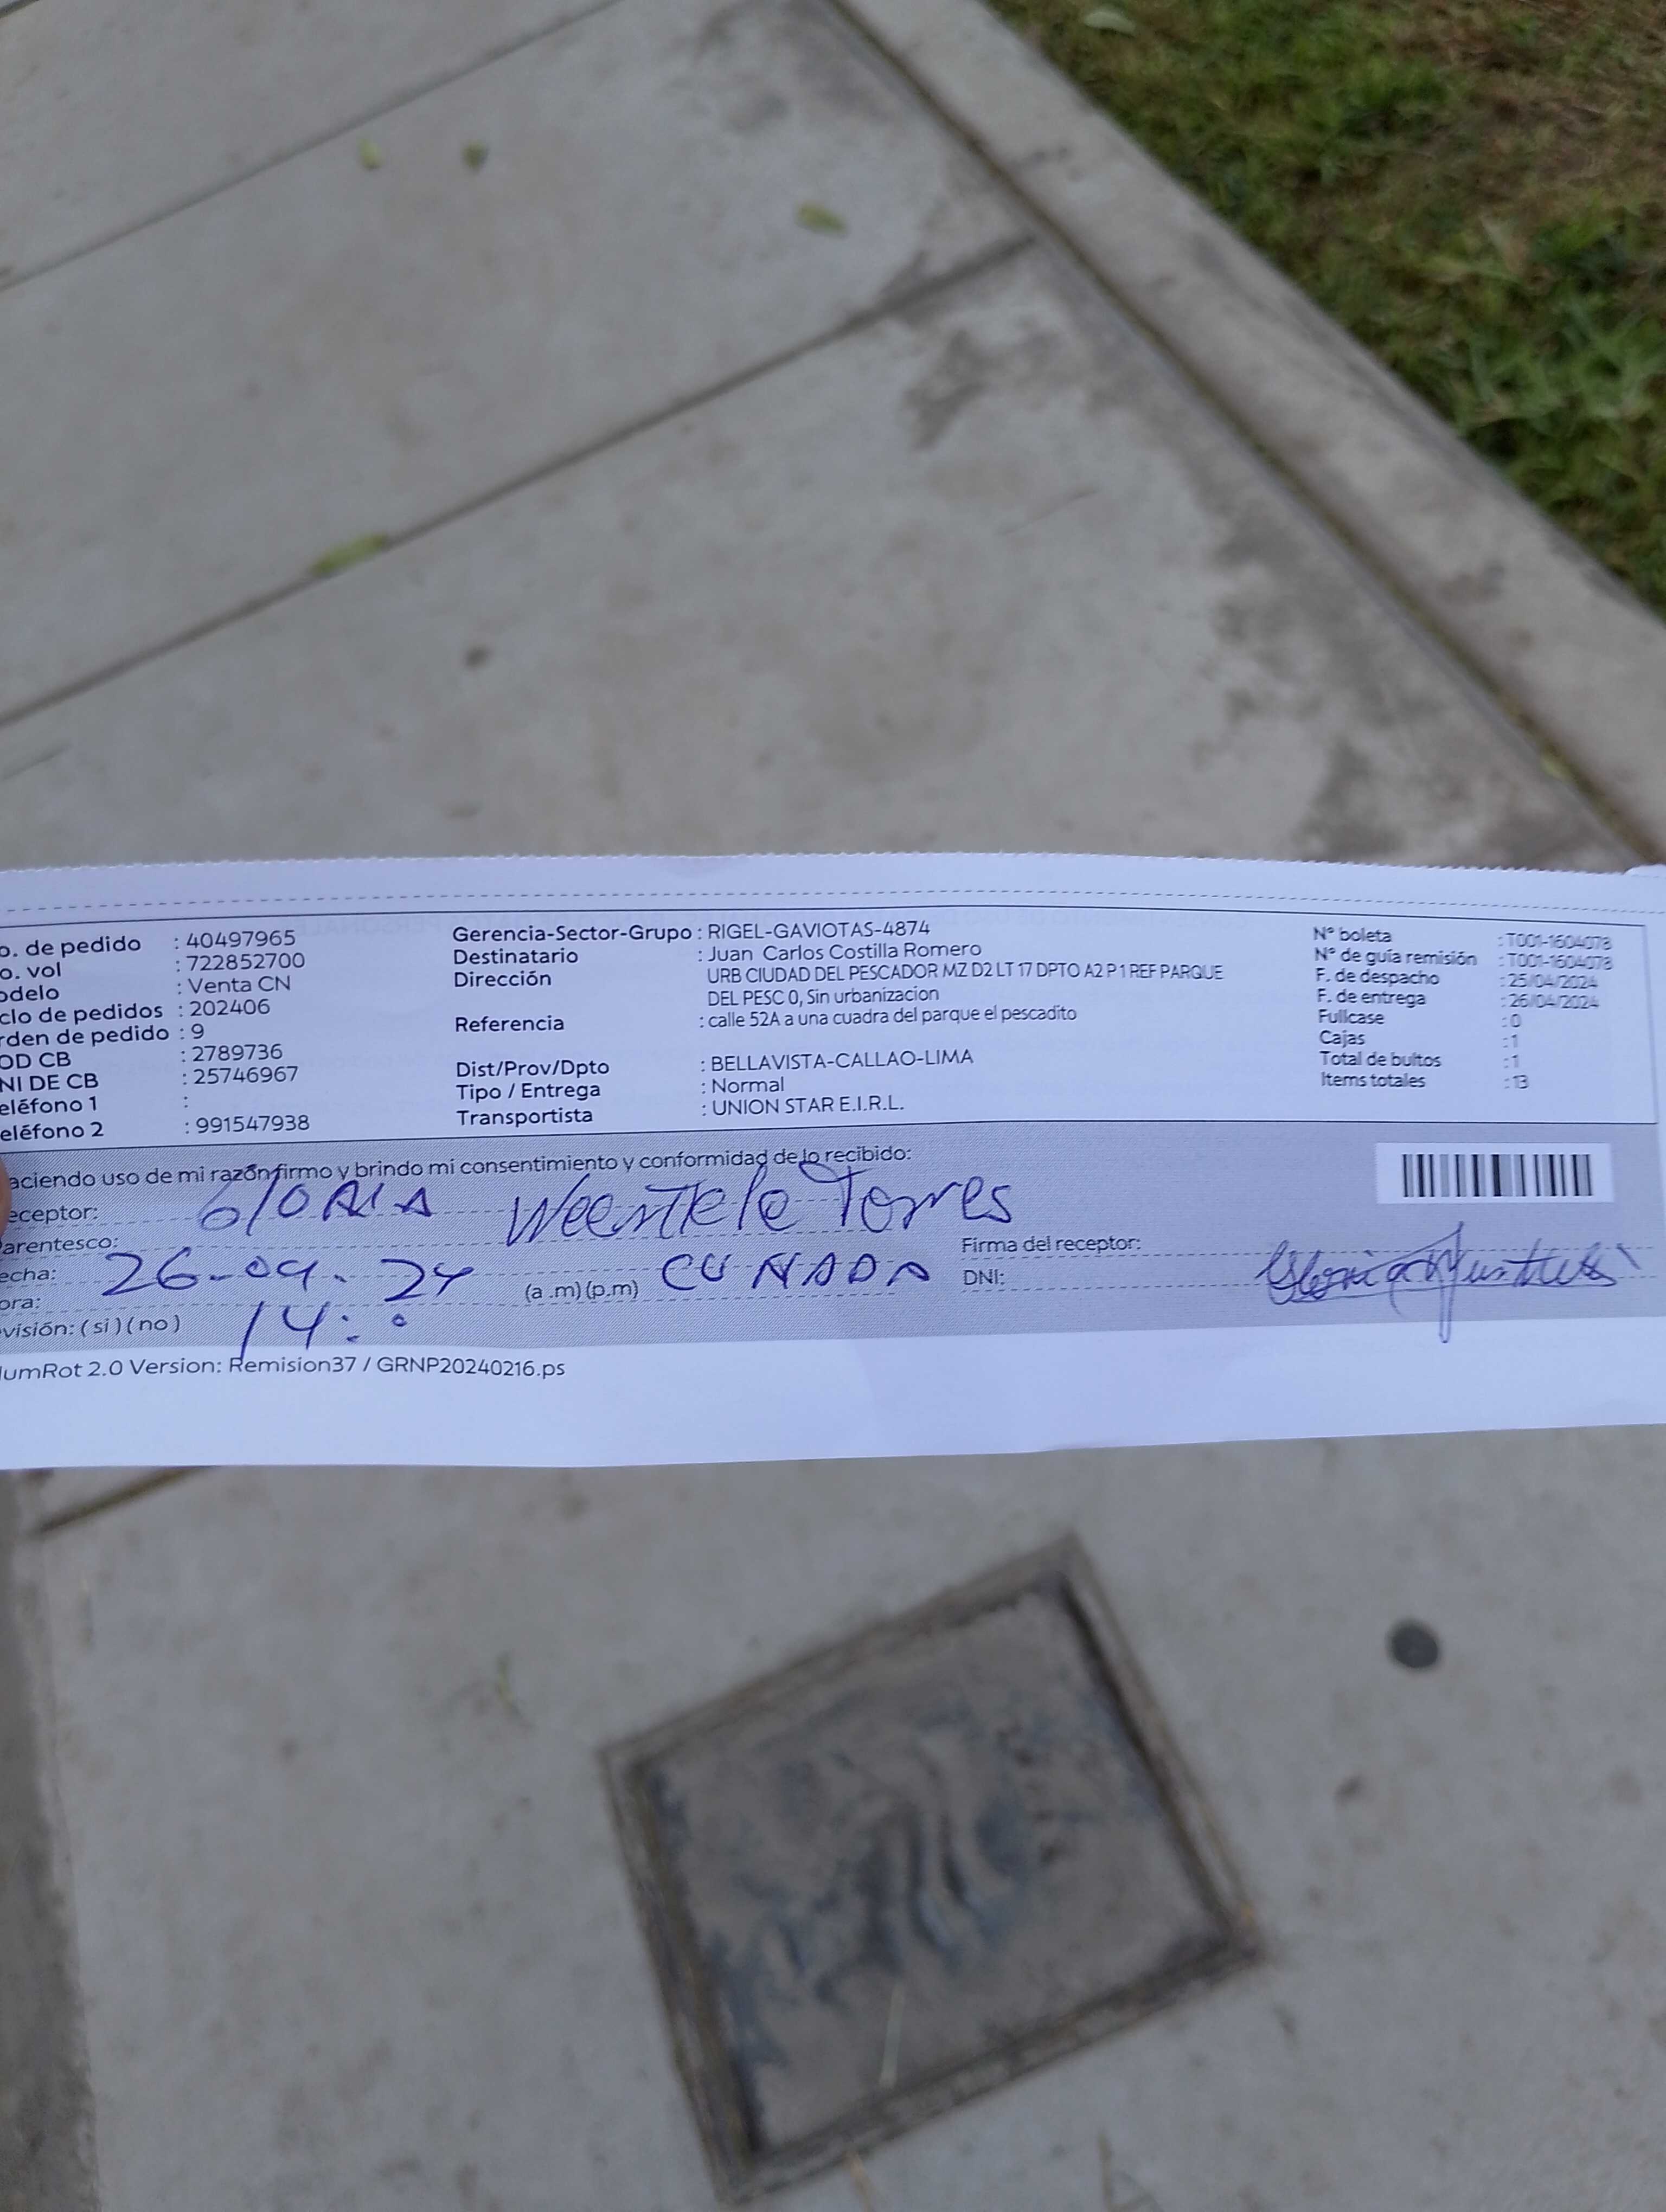 o. de pedido : 40497965
o. vol : 722852700
odelo : Venta CN
clo de pedidos : 202406
rden de pedido : 9
OD CB : 2789736
NI DE CB : 25746967
eléfono 1 :
eléfono 2 : 991547938
Gerencia-Sector-Grupo : RIGEL-GAVIOTAS-4874
Destinatario : Juan Carlos Costilla Romero
Dirección URB CIUDAD DEL PESCADOR MZ D2 LT 17 DPTO A2 P 1 REF PARQUE
DEL PESC 0, Sin urbanizacion
Referencia : calle 52A a una cuadra del parque el pescadito
Dist/Prov/Dpto : BELLAVISTA-CALLAO-LIMA
Tipo / Entrega : Normal
Transportista : UNION STAR E.I.R.L.
N° boleta : T001-1604078
N° de guía remisión : T001-1604078
F. de despacho : 25/04/2024
F. de entrega : 26/04/2024
Fullcase : 0
Cajas : 1
Total de bultos : 1
Items totales : 13
aciendo uso de mi razón firmo y brindo mi consentimiento y conformidad de lo recibido:
eceptor: GlORIA Torres
arentesco:
echa: 26-04-24
ora: 14:
(a.m)(p.m) CUNADA
Firma del receptor:
DNI:
visión: ( si ) ( no )
umRot 2.0 Version: Remision37 / GRNP20240216.ps